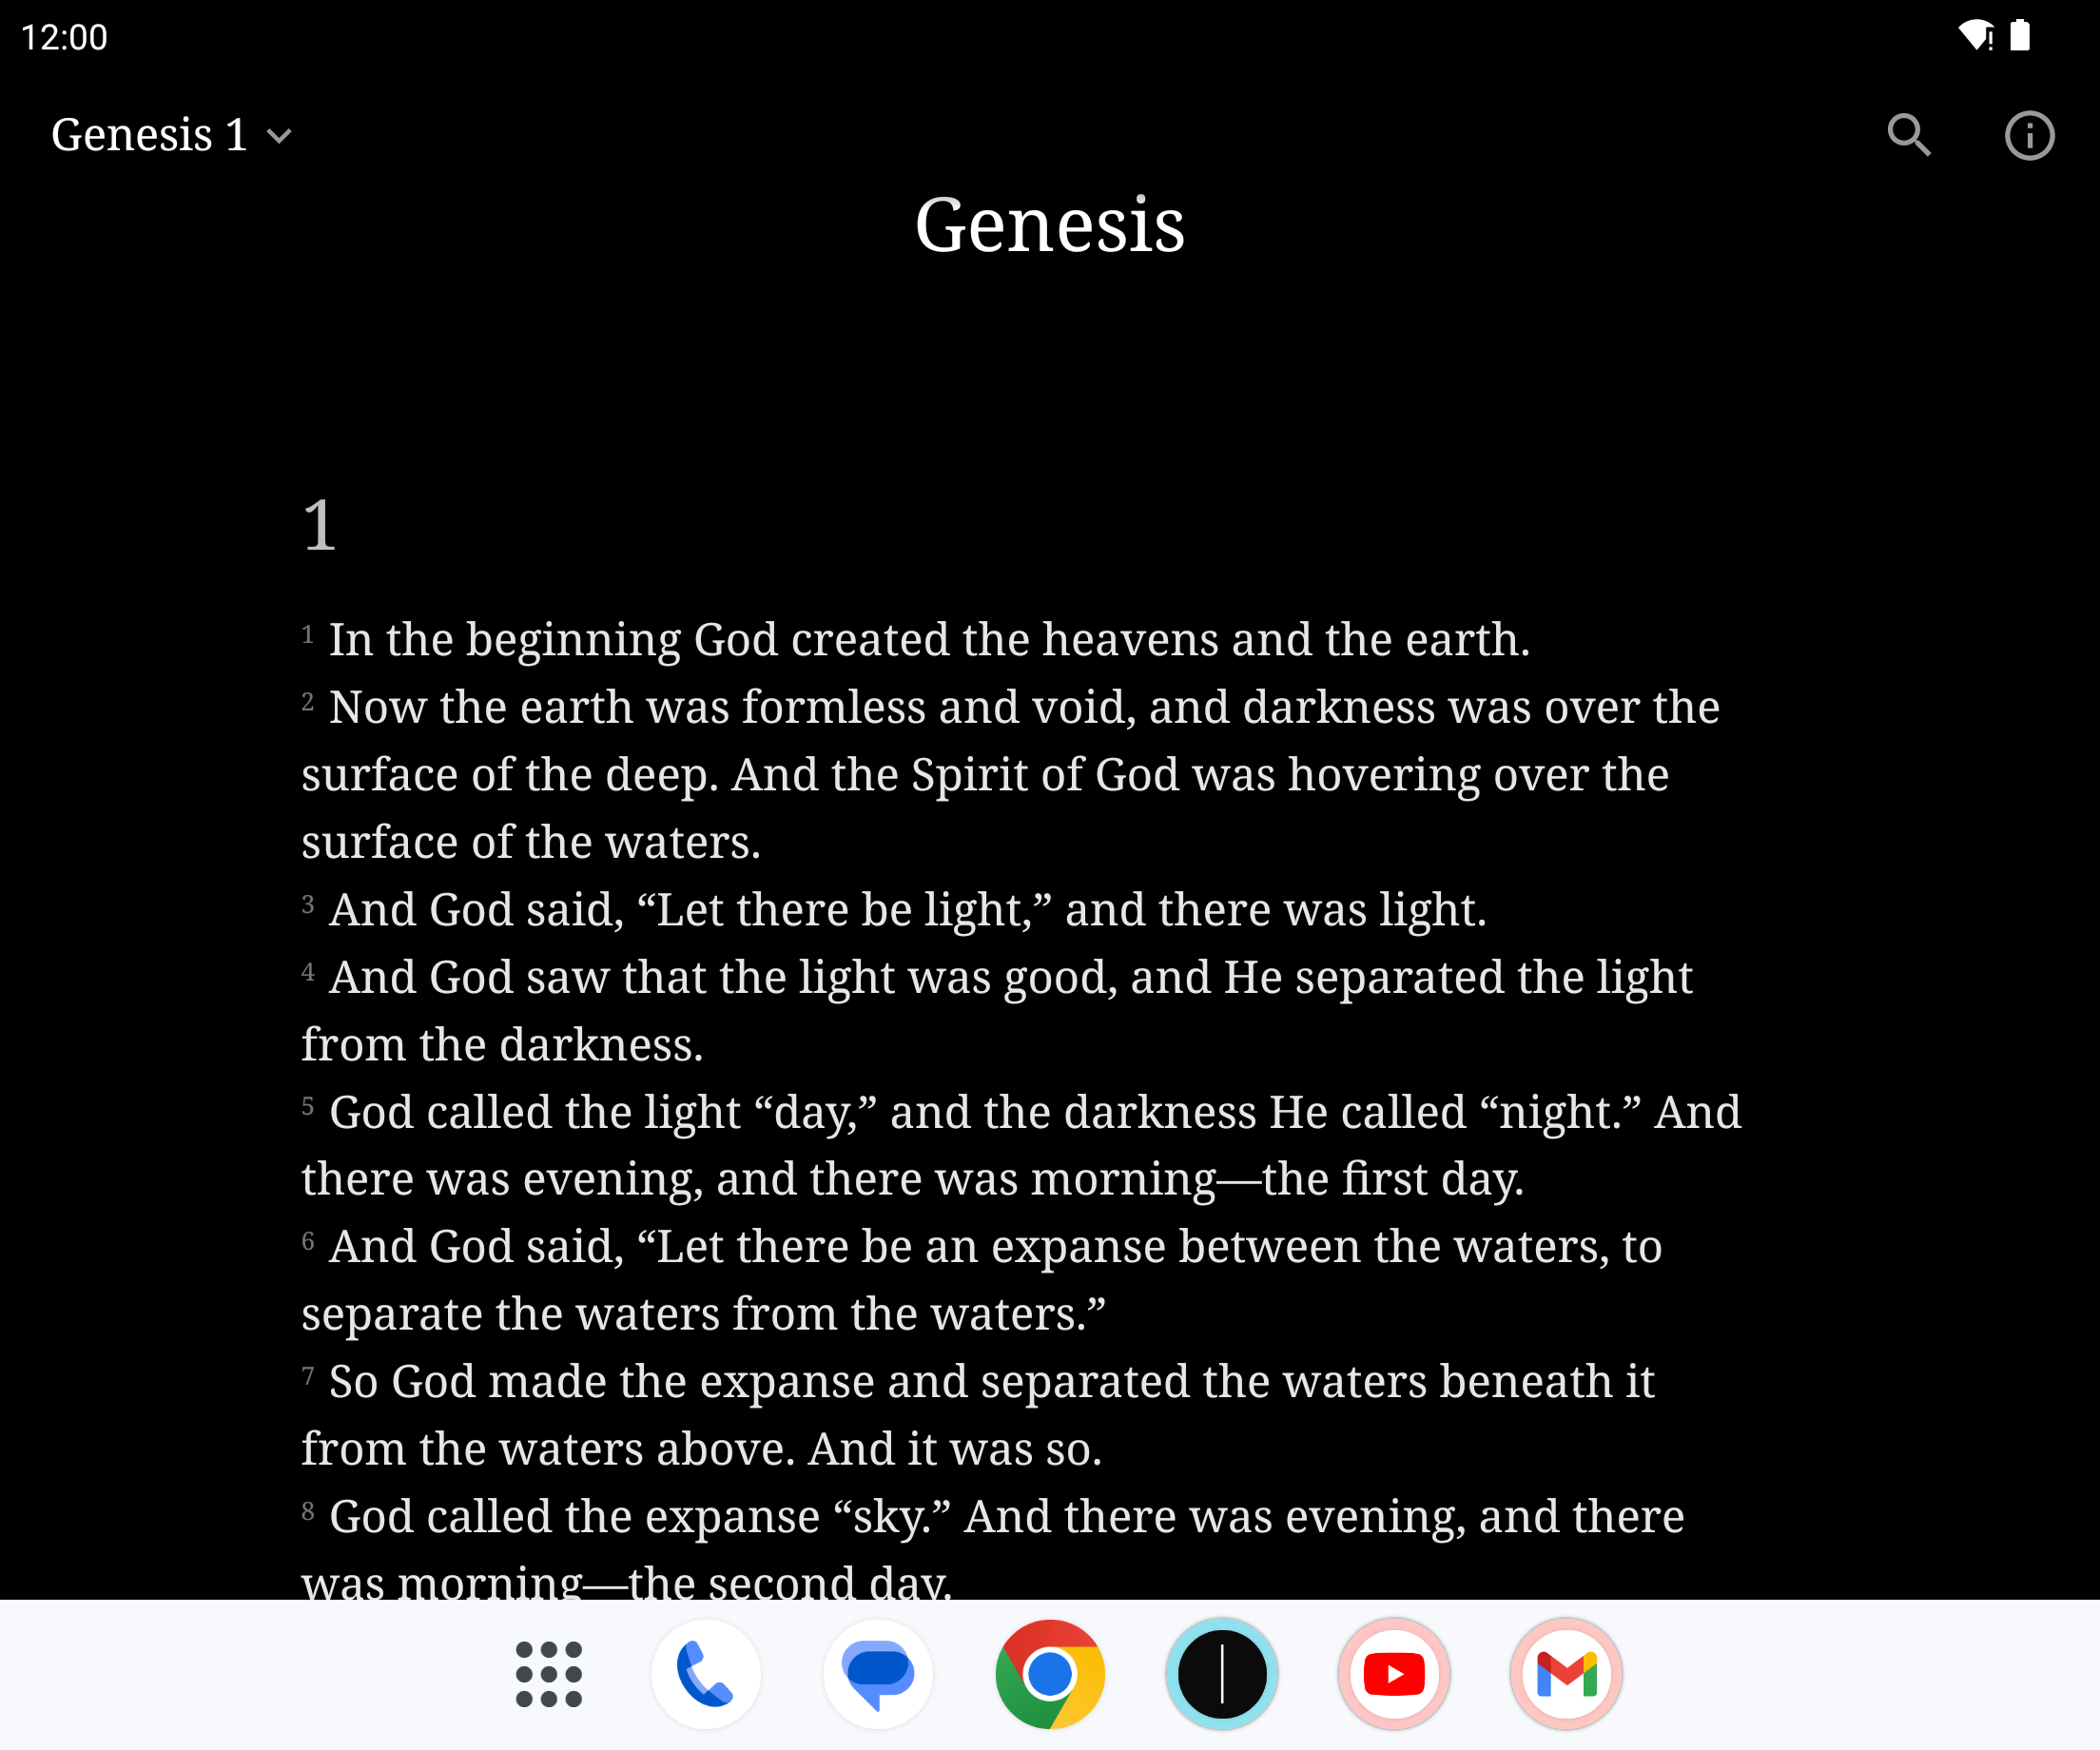 12:00
Genesis 1
Genesis
1
1 In the beginning God created the heavens and the earth.
2 Now the earth was formless and void, and darkness was over the
surface of the deep. And the Spirit of God was hovering over the
surface of the waters.
3 And God said, “Let there be light,” and there was light.
4 And God saw that the light was good, and He separated the light
from the darkness.
5 God called the light “day,” and the darkness He called “night.” And
there was evening, and there was morning—the first day.
6 And God said, “Let there be an expanse between the waters, to
separate the waters from the waters.”
7 So God made the expanse and separated the waters beneath it
from the waters above. And it was so.
8 God called the expanse “sky.” And there was evening, and there
was morning—the second day.